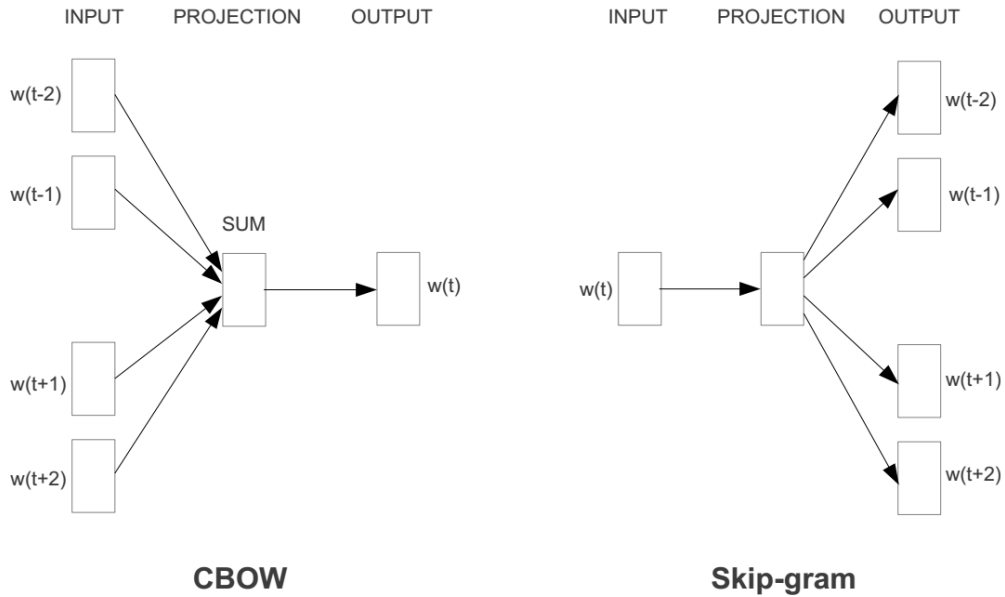 INPUT PROJECTION OUTPUT
w(t-2)
w(t-1)
SUM
w(t)
w(t+1)
w(t+2)
CBOW
INPUT PROJECTION OUTPUT
w(t-2)
w(t-1)
w(t)
w(t+1)
w(t+2)
Skip-gram